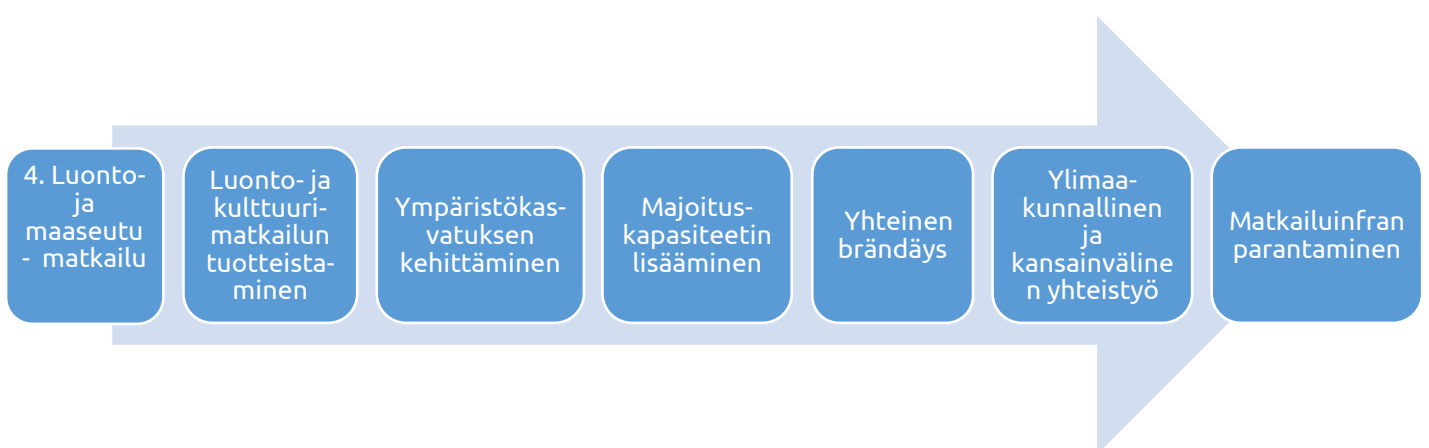 4. Luonto-
ja
maaseutu
- matkailu
Luonto- ja
kulttuuri-
matkailun
tuotteista-
minen
Ympäristökas-
vatuksen
kehittäminen
Majoitus-
kapasiteetin
lisääminen
Yhteinen
brändäys
Ylimaa-
kunnallinen
ja
kansainväline
n yhteistyö
Matkailuinfran
parantaminen